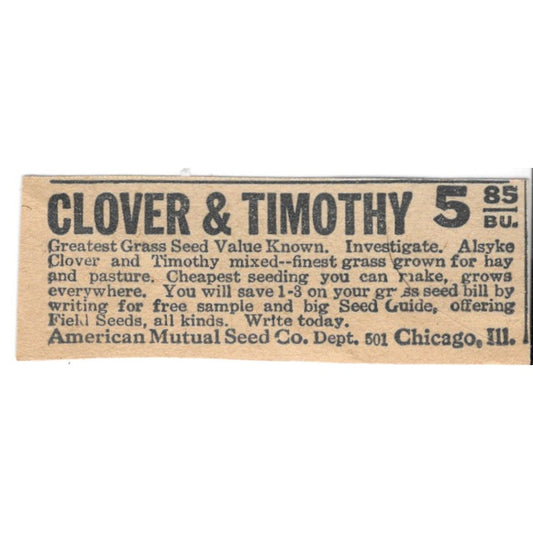 CLOVER & TIMOTHY 5 85 BU.
Greatest Grass Seed Value Known. Investigate. Alsyke
Clover and Timothy mixed--finest grass grown for hay
and pasture. Cheapest seeding you can make, grows
everywhere. You will save 1-3 on your grass seed bill by
writing for free sample and big Seed Guide, offering
Field Seeds, all kinds. Write today.
American Mutual Seed Co. Dept. 501 Chicago, Ill.